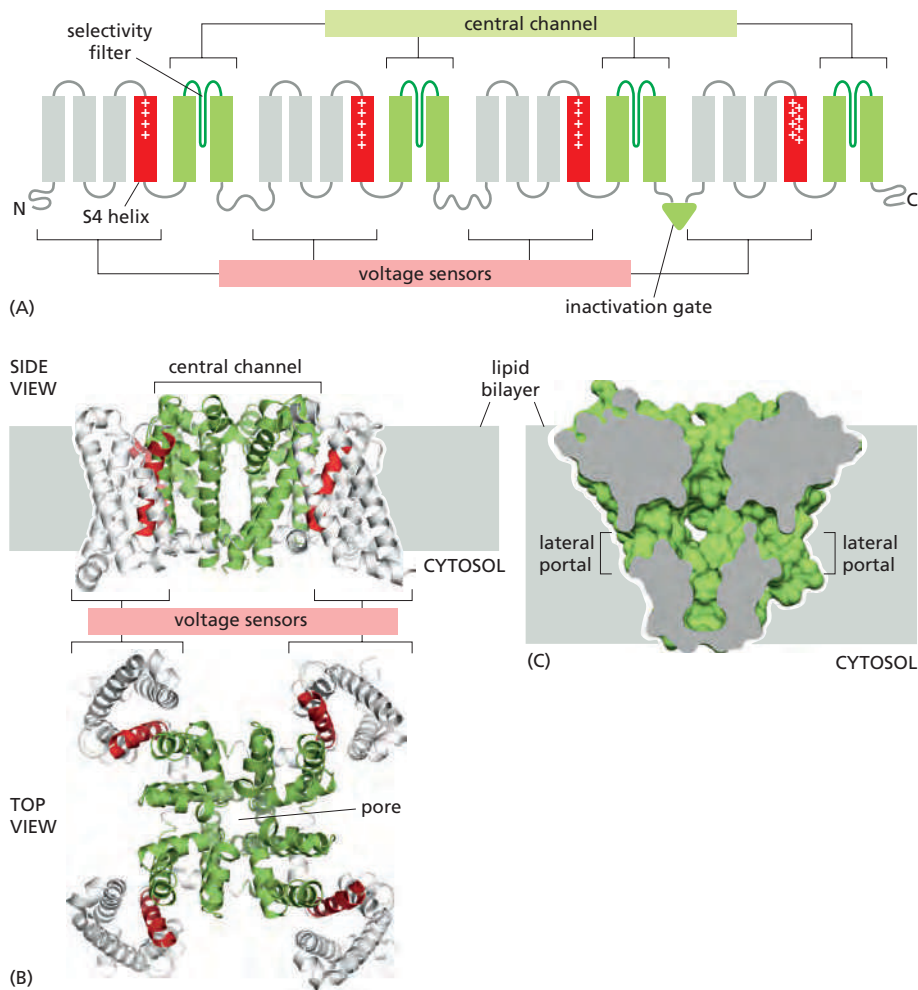 central channel
selectivity
filter
++++
+++++
+++++
++++++++
N
C
S4 helix
voltage sensors
inactivation gate
(A)
SIDE
VIEW
central channel
lipid
bilayer
CYTOSOL
voltage sensors
lateral
portal
lateral
portal
(C)
CYTOSOL
TOP
VIEW
pore
(B)